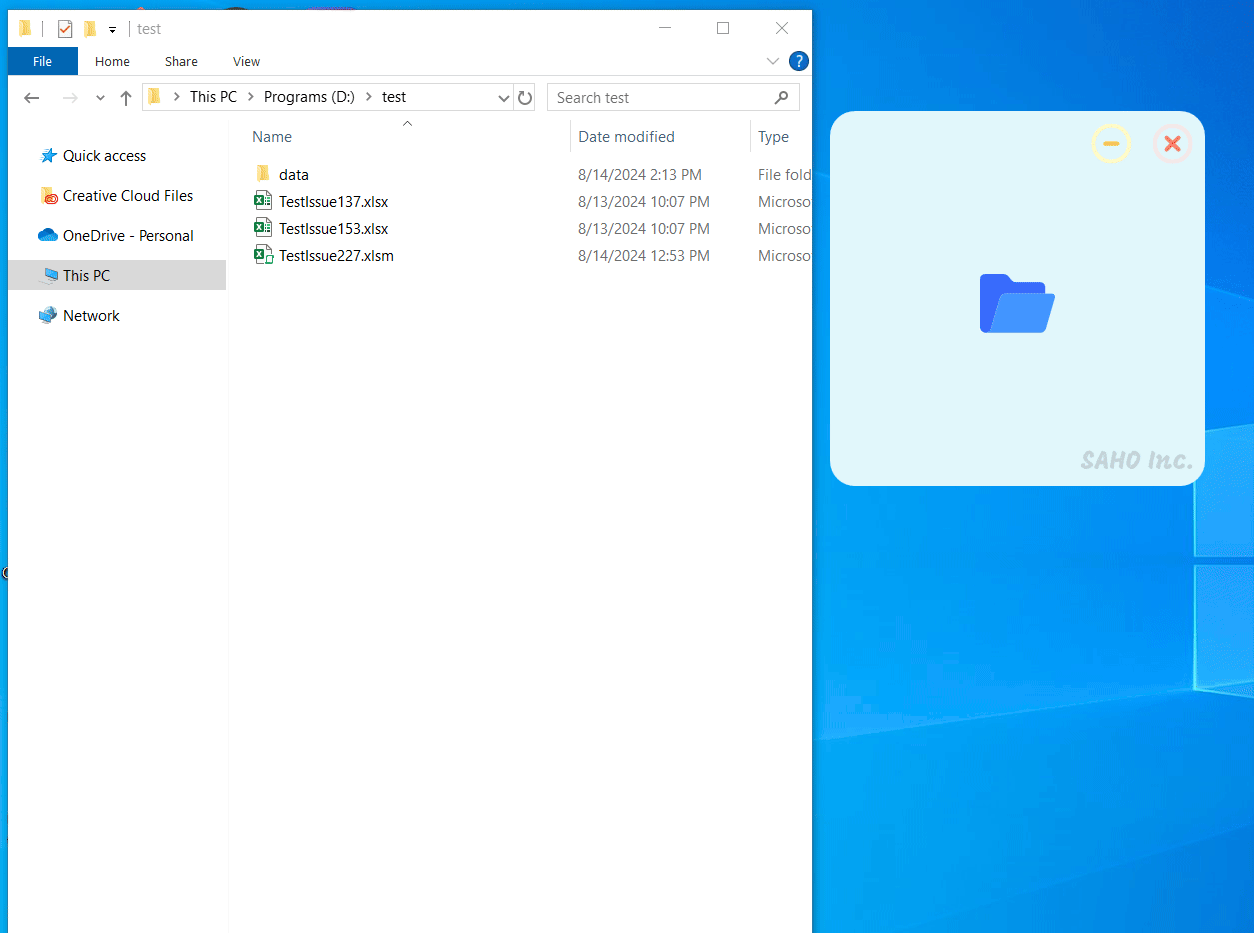 test
File Home Share View
This PC Programs (D:) test
Search test
Name Date modified Type
Quick access
Creative Cloud Files
OneDrive - Personal
This PC
Network
data 8/14/2024 2:13 PM File fold
TestIssue137.xlsx 8/13/2024 10:07 PM Microso
TestIssue153.xlsx 8/13/2024 10:07 PM Microso
TestIssue227.xlsm 8/14/2024 12:53 PM Microso
SAHO Inc.